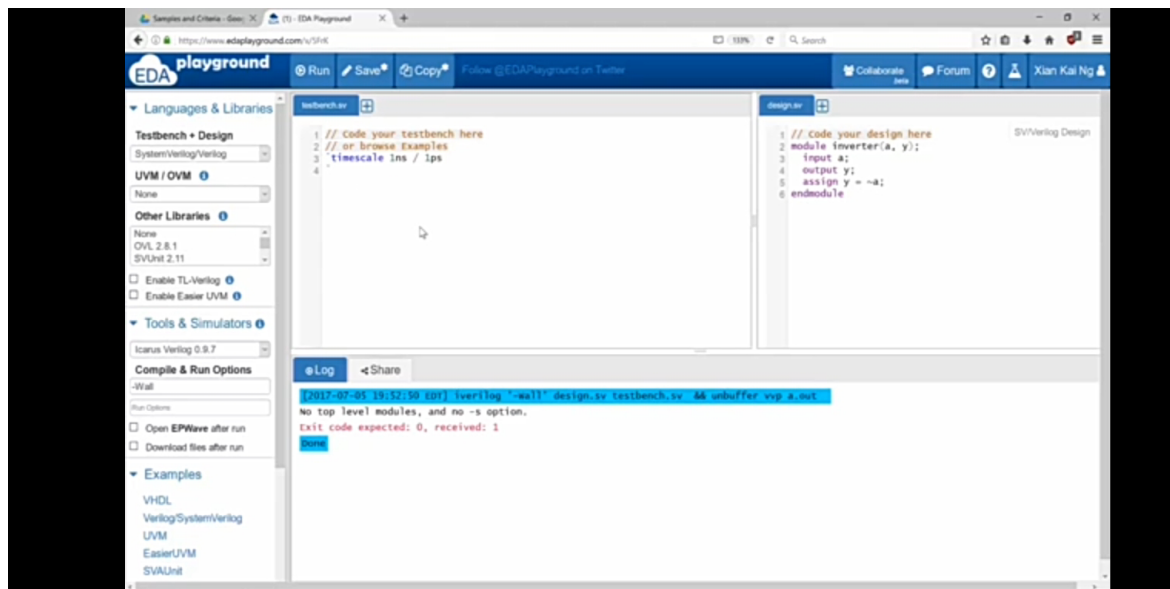 Samples and Criteria - Goo
(1) - EDA Playground
https://www.edaplayground.com/x/5FrK
133%
Search
EDA playground
Run
Save*
Copy*
Follow @EDAPlayground on Twitter
Collaborate beta
Forum
Xian Kai Ng
Languages & Libraries
Testbench + Design
SystemVerilog/Verilog
UVM / OVM
None
Other Libraries
None
OVL 2.8.1
SVUnit 2.11
Enable TL-Verilog
Enable Easier UVM
Tools & Simulators
Icarus Verilog 0.9.7
Compile & Run Options
-Wall
Run Options
Open EPWave after run
Download files after run
Examples
VHDL
Verilog/SystemVerilog
UVM
EasierUVM
SVAUnit
testbench.sv
1 // Code your testbench here
2 // or browse Examples
3 `timescale 1ns / 1ps
4 `
design.sv
SV/Verilog Design
1 // Code your design here
2 module inverter(a, y);
3 input a;
4 output y;
5 assign y = ~a;
6 endmodule
Log
Share
[2017-07-05 19:52:50 EDT] iverilog '-Wall' design.sv testbench.sv && unbuffer vvp a.out
No top level modules, and no -s option.
Exit code expected: 0, received: 1
Done